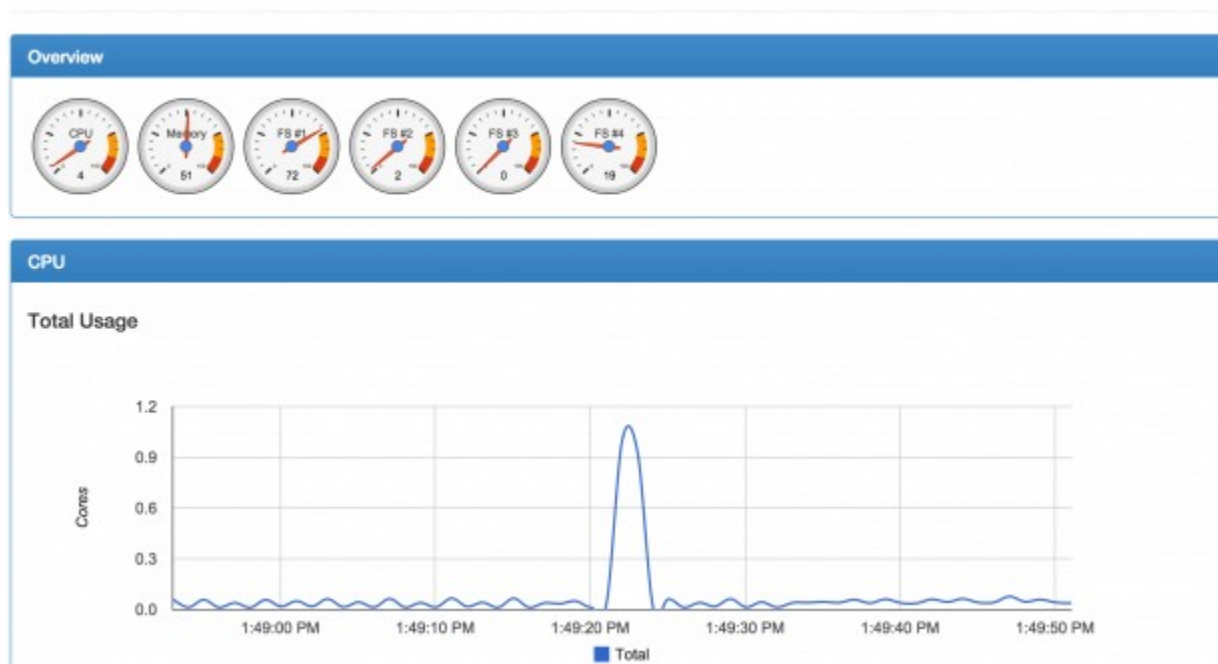 Overview
CPU Memory FS #1 FS #2 FS #3 FS #4
4 51 72 2 0 19
CPU
Total Usage
1.2
0.9
0.6
0.3
0.0
Cores
1:49:00 PM 1:49:10 PM 1:49:20 PM 1:49:30 PM 1:49:40 PM 1:49:50 PM
Total